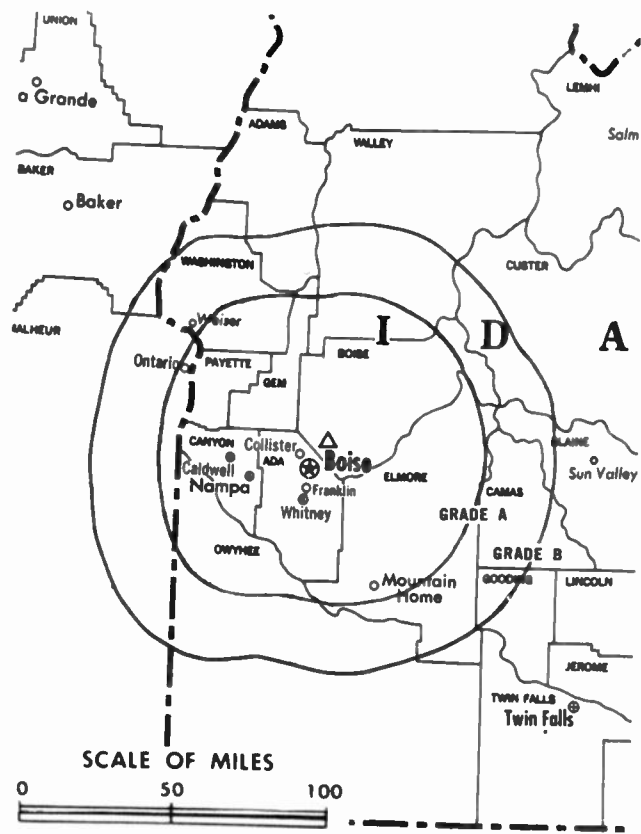 UNION
a Grande
LEMHI
ADAMS
VALLEY
Salm
BAKER
Baker
WASHINGTON
CUSTER
MALHEUR
Weiser
I D A
BOISE
Ontario
PAYETTE
GEM
CANYON
Collister
BLAINE
ADA
Boise
Caldwell
ELMORE
Sun Valley
Nampa
Franklin
CAMAS
Whitney
GRADE A
OWYHEE
GRADE B
Mountain
Home
GOODING
LINCOLN
JEROME
TWIN FALLS
Twin Falls
SCALE OF MILES
0 50 100